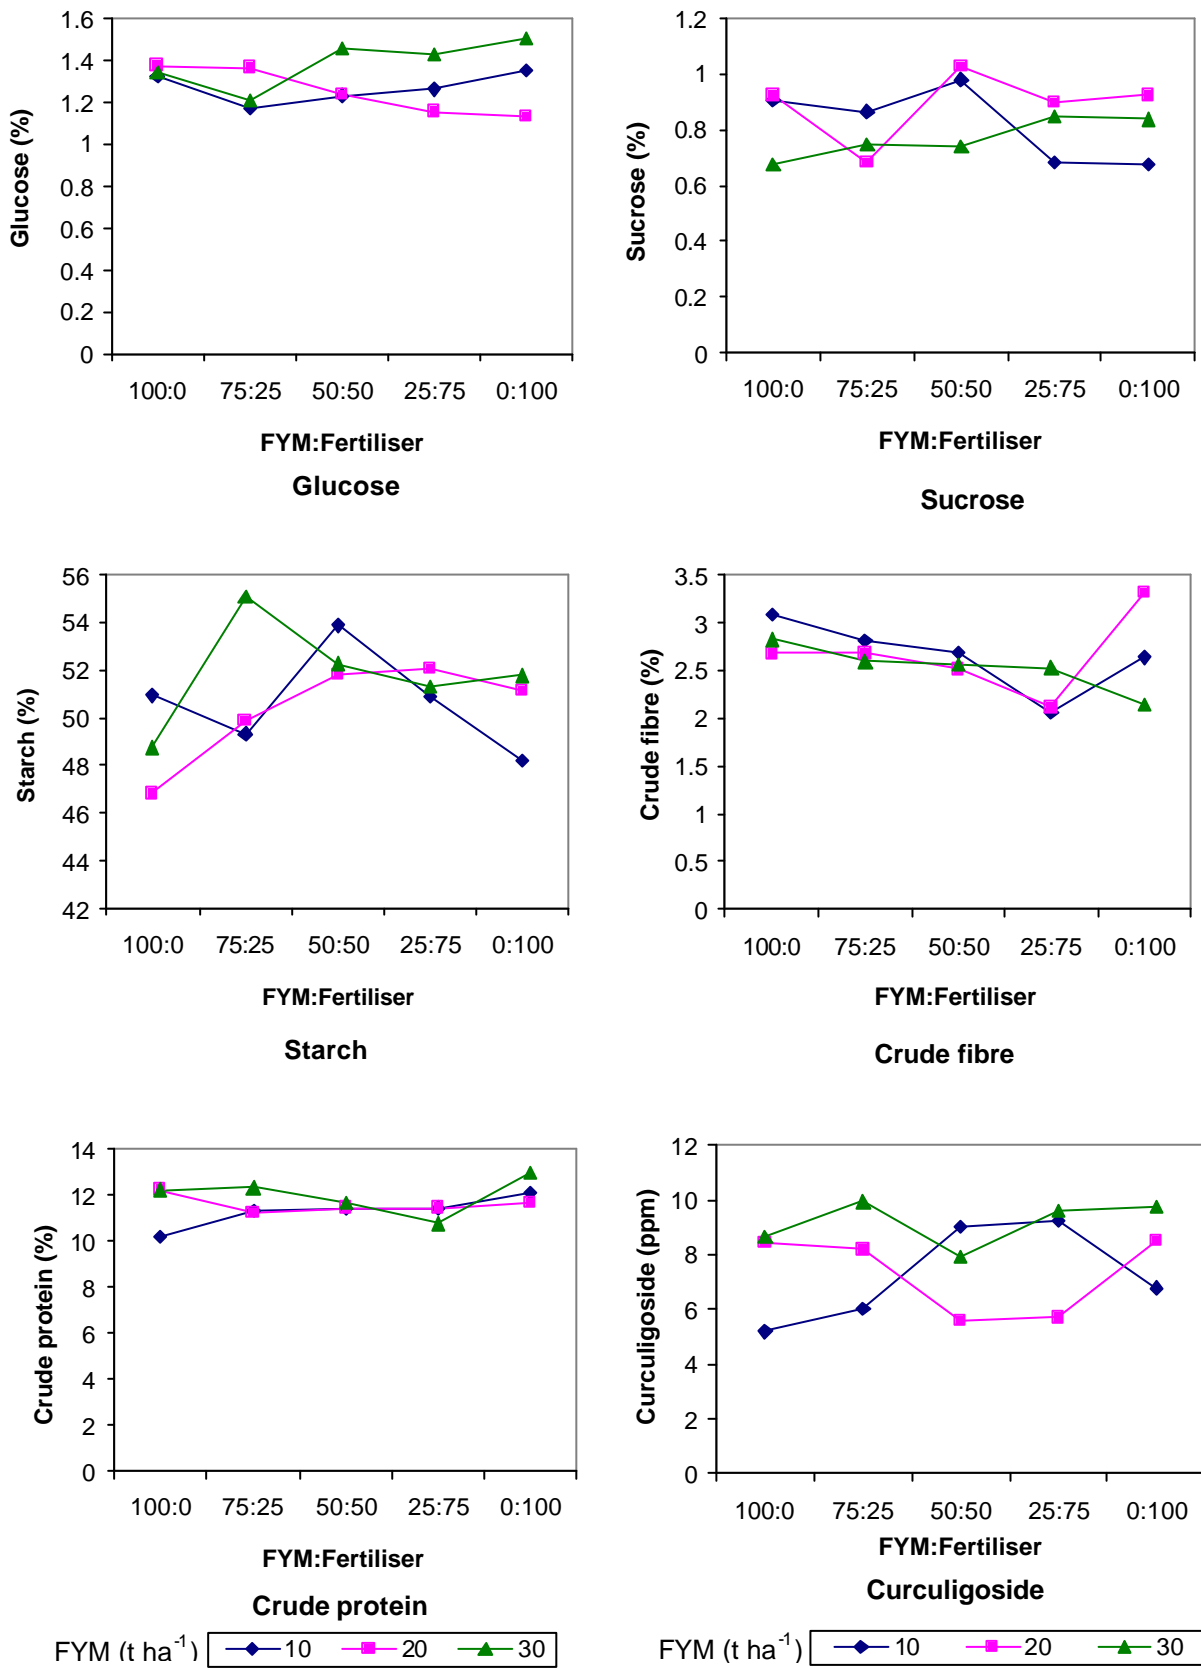 1.6
1.4
1.2
1
0.8
0.6
0.4
0.2
0
Glucose (%)
100:0 75:25 50:50 25:75 0:100
FYM:Fertiliser
Glucose
1.2
1
0.8
0.6
0.4
0.2
0
Sucrose (%)
100:0 75:25 50:50 25:75 0:100
FYM:Fertiliser
Sucrose
56
54
52
50
48
46
44
42
Starch (%)
100:0 75:25 50:50 25:75 0:100
FYM:Fertiliser
Starch
3.5
3
2.5
2
1.5
1
0.5
0
Crude fibre (%)
100:0 75:25 50:50 25:75 0:100
FYM:Fertiliser
Crude fibre
14
12
10
8
6
4
2
0
Crude protein (%)
100:0 75:25 50:50 25:75 0:100
FYM:Fertiliser
Crude protein
FYM (t ha⁻¹) 10 20 30
12
10
8
6
4
2
0
Curculigoside (ppm)
100:0 75:25 50:50 25:75 0:100
FYM:Fertiliser
Curculigoside
FYM (t ha⁻¹) 10 20 30